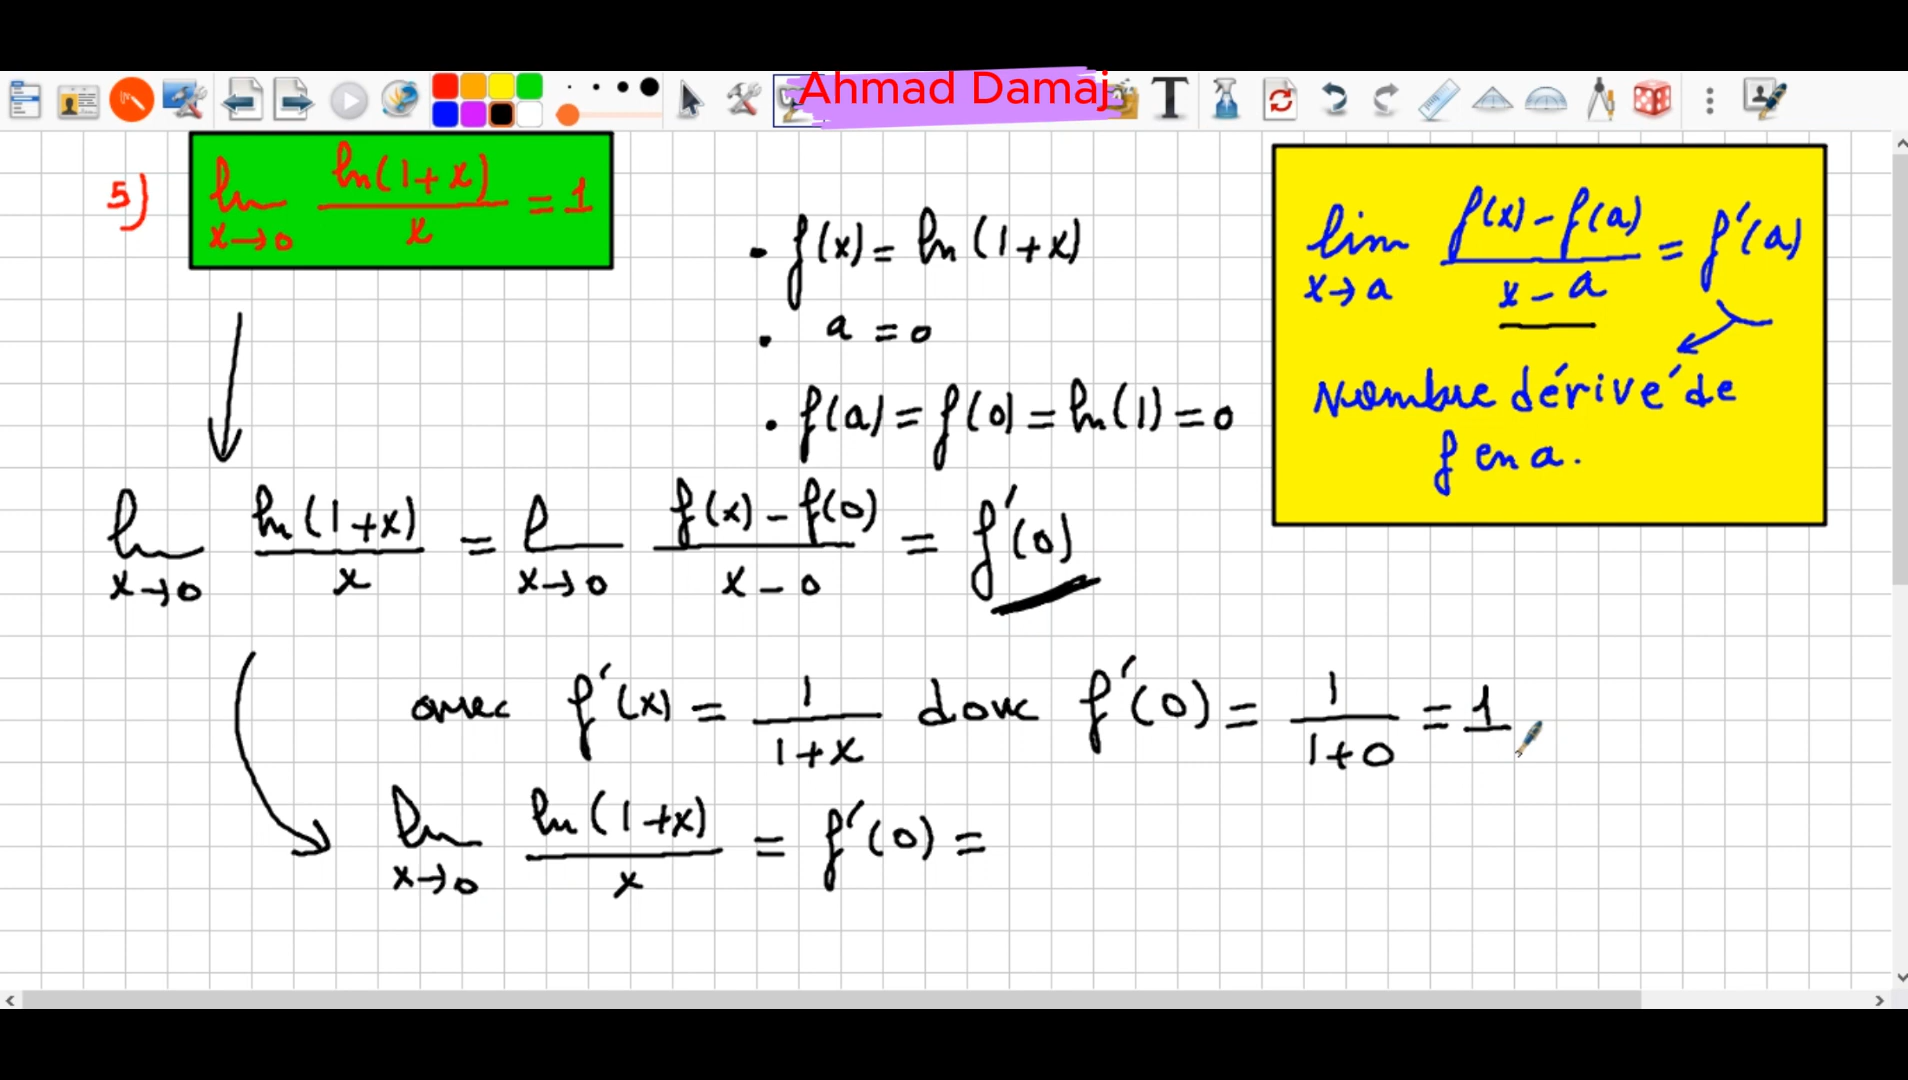 Ahmad Damaj
5) lim x→0 ln(1+x)/x = 1
• f(x) = ln(1+x)
• a = 0
• f(a) = f(0) = ln(1) = 0
lim x→a (f(x) - f(a))/(x - a) = f'(a)
Nombre dérivé de
f en a.
lim x→0 ln(1+x)/x = lim x→0 (f(x) - f(0))/(x - 0) = f'(0)
avec f'(x) = 1/(1+x) donc f'(0) = 1/(1+0) = 1
lim x→0 ln(1+x)/x = f'(0) =